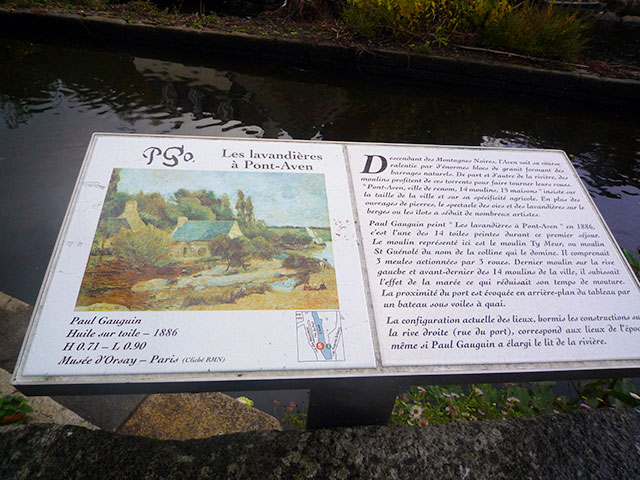 PGo.
Les lavandières
à Pont-Aven
Paul Gauguin
Huile sur toile – 1886
H 0.71 – L 0.90
Musée d'Orsay – Paris (Cliché RMN)
Descendant des Montagnes Noires, l'Aven voit sa course
ralentie par d'énormes blocs de granit formant des
barrages naturels. De part et d'autre de la rivière, des
moulins profitent de ces torrents pour faire tourner leurs roues.
"Pont-Aven, ville de renom, 14 moulins, 15 maisons" insiste sur
la taille de la ville et sur sa spécificité agricole. En plus des
ouvrages de pierres, le spectacle des oies et des lavandières sur le
berges ou les ilots a séduit de nombreux artistes.
Paul Gauguin peint "Les lavandières à Pont-Aven" en 1886,
c'est l'une des 14 toiles durant ce premier séjour.
Le moulin représenté ici est le moulin Ty Meur, ou moulin
St Guénolé du nom de la colline qui le domine. Il comprenait
3 meules actionnées par 3 roues. Dernier moulin sur la rive
gauche et avant-dernier des 14 moulins de la ville, il subissait
l'effet de la marée ce qui réduisait son temps de mouture.
La proximité du port est évoquée en arrière-plan du tableau par
un bateau sous voiles à quai.
La configuration actuelle des lieux, hormis les constructions su
la rive droite (rue du port), correspond aux lieux de l'épo
même si Paul Gauguin a élargi le lit de la rivière.